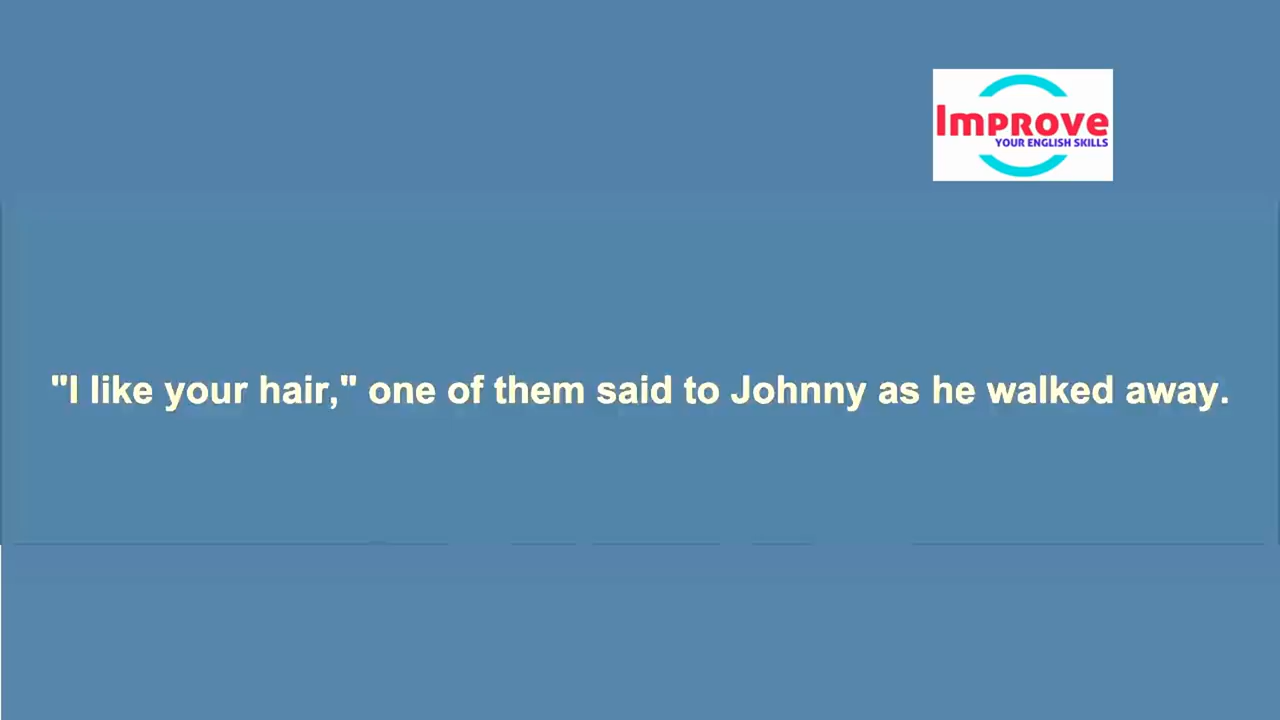 Improve
YOUR ENGLISH SKILLS
"I like your hair," one of them said to Johnny as he walked away.